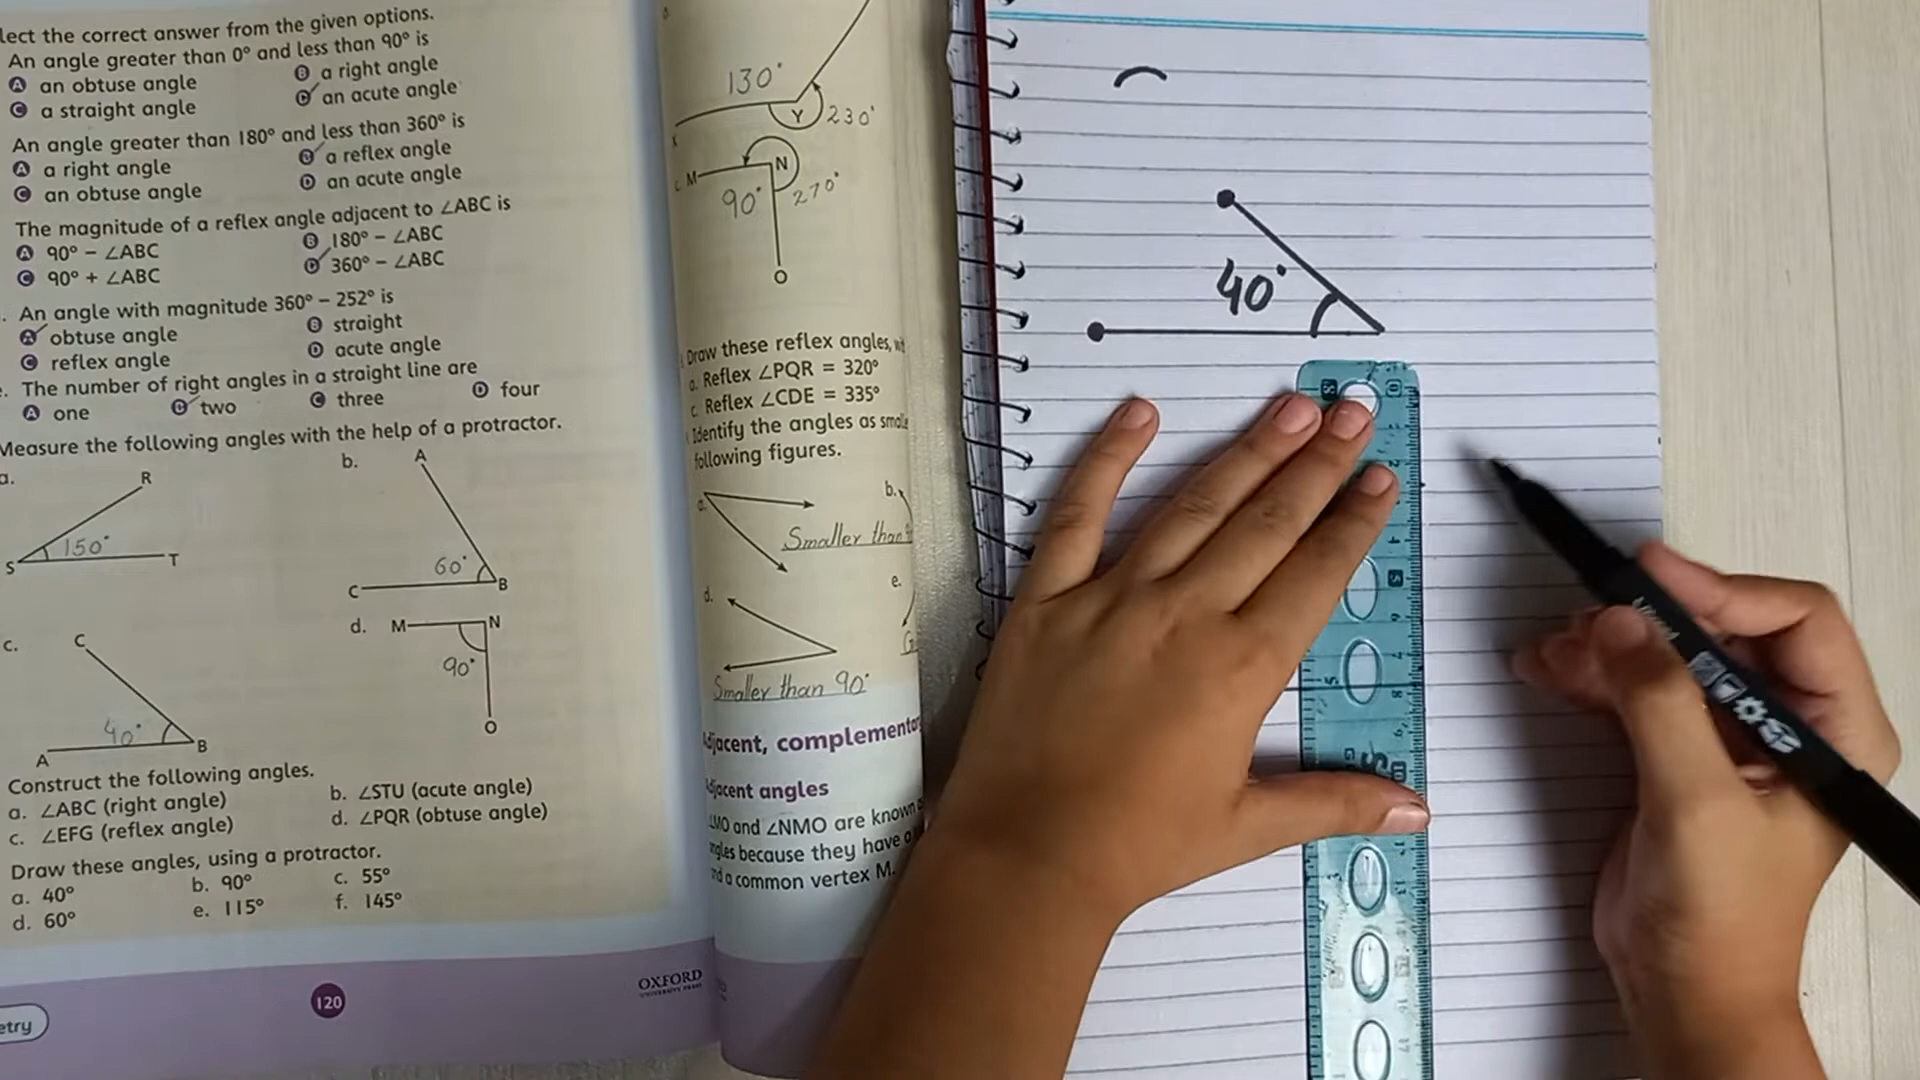 lect the correct answer from the given options.
An angle greater than 0° and less than 90° is
A an obtuse angle B a right angle
C a straight angle D an acute angle
An angle greater than 180° and less than 360° is
A a right angle B a reflex angle
C an obtuse angle D an acute angle
The magnitude of a reflex angle adjacent to ∠ABC is
A 90° – ∠ABC B 180° – ∠ABC
C 90° + ∠ABC D 360° – ∠ABC
. An angle with magnitude 360° – 252° is
A obtuse angle B straight
C reflex angle D acute angle
. The number of right angles in a straight line are
A one B two C three D four
Measure the following angles with the help of a protractor.
a. R S T 150°
b. A C B 60°
c. C A B 40°
d. M N O 90°
Construct the following angles.
a. ∠ABC (right angle) b. ∠STU (acute angle)
c. ∠EFG (reflex angle) d. ∠PQR (obtuse angle)
Draw these angles, using a protractor.
a. 40° b. 90° c. 55°
d. 60° e. 115° f. 145°
etry
120
OXFORD
UNIVERSITY PRESS
130°
X Y 230°
c. M N
90° 270°
O
Draw these reflex angles,
a. Reflex ∠PQR = 320°
c. Reflex ∠CDE = 335°
Identify the angles as
following figures.
a. b.
Smaller than
d. e.
Smaller than 90°
Adjacent, complementar
Adjacent angles
LMO and ∠NMO are known
angles because they have a
nd a common vertex M.
40°